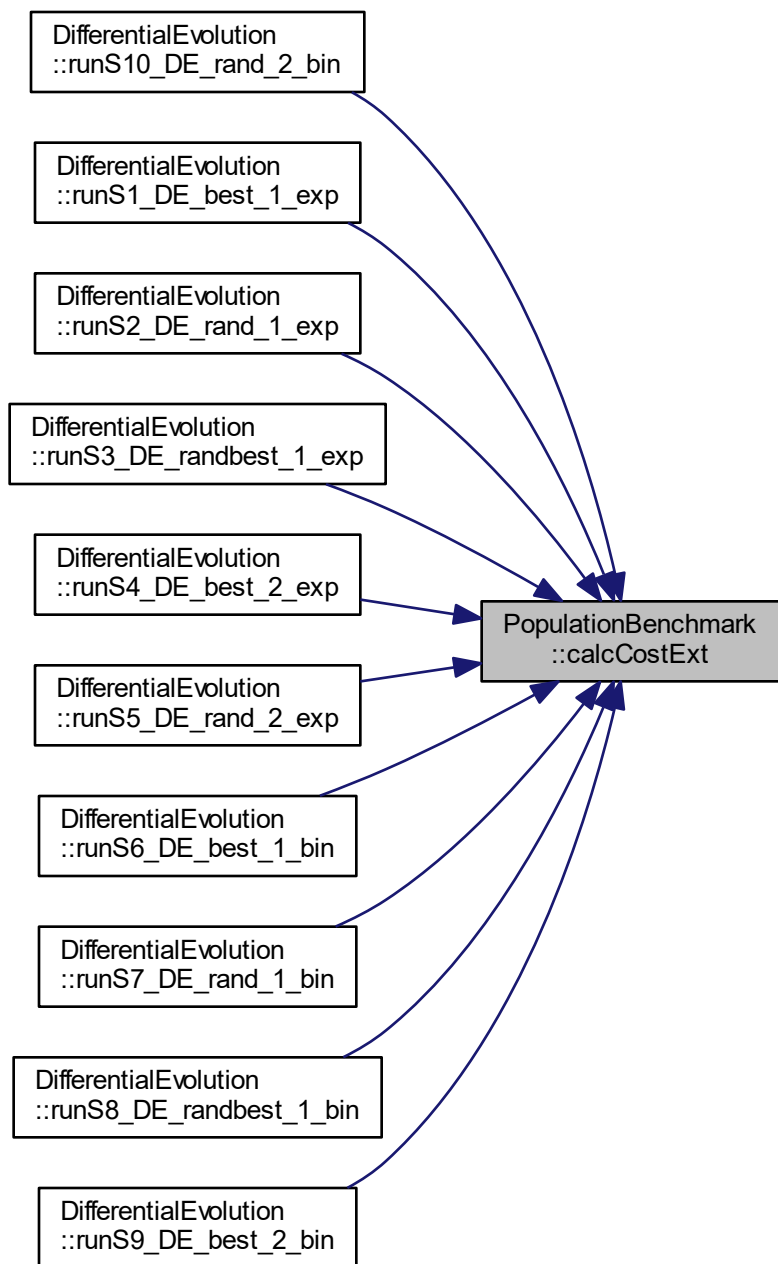 DifferentialEvolution
::runS10_DE_rand_2_bin
DifferentialEvolution
::runS1_DE_best_1_exp
DifferentialEvolution
::runS2_DE_rand_1_exp
DifferentialEvolution
::runS3_DE_randbest_1_exp
DifferentialEvolution
::runS4_DE_best_2_exp
DifferentialEvolution
::runS5_DE_rand_2_exp
DifferentialEvolution
::runS6_DE_best_1_bin
DifferentialEvolution
::runS7_DE_rand_1_bin
DifferentialEvolution
::runS8_DE_randbest_1_bin
DifferentialEvolution
::runS9_DE_best_2_bin
PopulationBenchmark
::calcCostExt